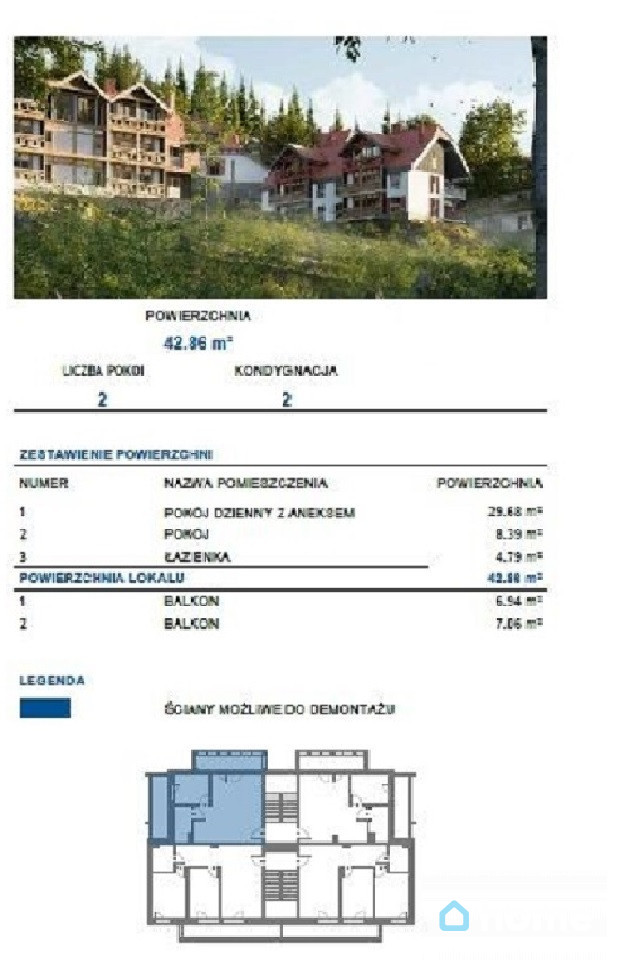 POWIERZCHNIA
42.86 m²
LICZBA POKOI KONDYGNACJA
2 2
ZESTAWIENIE POWIERZCHNI
NUMER NAZWA POMIESZCZENIA POWIERZCHNIA
1 POKÓJ DZIENNY Z ANEKSEM 29.68 m²
2 POKÓJ 8.39 m²
3 ŁAZIENKA 4.79 m²
POWIERZCHNIA LOKALU 42.86 m²
1 BALKON 6.94 m²
2 BALKON 7.06 m²
LEGENDA
ŚCIANY MOŻLIWE DO DEMONTAŻU